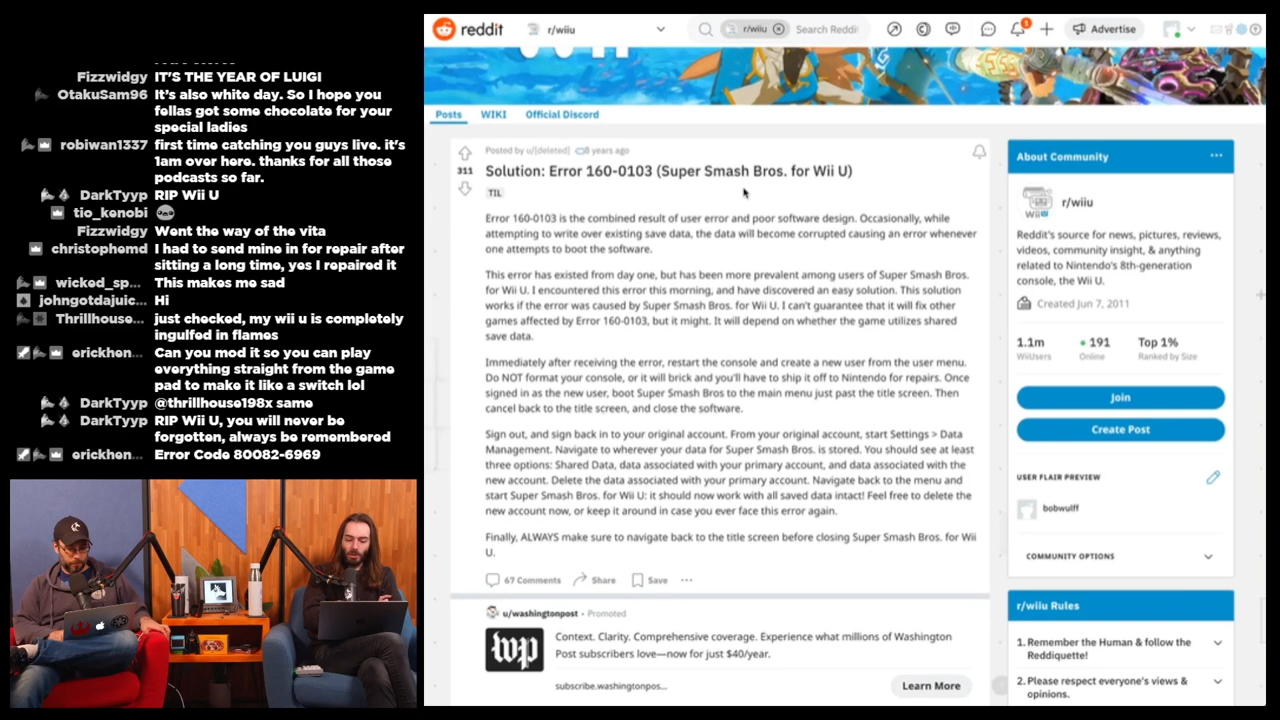 Fizzwidgy IT'S THE YEAR OF LUIGI
OtakuSam96 It's also white day. So I hope you
fellas got some chocolate for your
special ladies
robiwan1337 first time catching you guys live. it's
1am over here. thanks for all those
podcasts so far.
DarkTyyp RIP Wii U
tio_kenobi
Fizzwidgy Went the way of the vita
christophemd I had to send mine in for repair after
sitting a long time, yes I repaired it
wicked_sp... This makes me sad
johngotdajuic... Hi
Thrillhouse... just checked, my wii u is completely
ingulfed in flames
erickhen... Can you mod it so you can play
everything straight from the game
pad to make it like a switch lol
DarkTyyp @thrillhouse198x same
DarkTyyp RIP Wii U, you will never be
forgotten, always be remembered
erickhen... Error Code 80082-6969
reddit
r/wiiu
r/wiiu
Search Reddi
1
Advertise
Posts WIKI Official Discord
311
Posted by u/[deleted] 8 years ago
Solution: Error 160-0103 (Super Smash Bros. for Wii U)
TIL
Error 160-0103 is the combined result of user error and poor software design. Occasionally, while
attempting to write over existing save data, the data will become corrupted causing an error whenever
one attempts to boot the software.
This error has existed from day one, but has been more prevalent among users of Super Smash Bros.
for Wii U. I encountered this error this morning, and have discovered an easy solution. This solution
works if the error was caused by Super Smash Bros. for Wii U. I can't guarantee that it will fix other
games affected by Error 160-0103, but it might. It will depend on whether the game utilizes shared
save data.
Immediately after receiving the error, restart the console and create a new user from the user menu.
Do NOT format your console, or it will brick and you'll have to ship it off to Nintendo for repairs. Once
signed in as the new user, boot Super Smash Bros to the main menu just past the title screen. Then
cancel back to the title screen, and close the software.
Sign out, and sign back in to your original account. From your original account, start Settings > Data
Management. Navigate to wherever your data for Super Smash Bros. is stored. You should see at least
three options: Shared Data, data associated with your primary account, and data associated with the
new account. Delete the data associated with your primary account. Navigate back to the menu and
start Super Smash Bros. for Wii U: it should now work with all saved data intact! Feel free to delete the
new account now, or keep it around in case you ever face this error again.
Finally, ALWAYS make sure to navigate back to the title screen before closing Super Smash Bros. for Wii
U.
67 Comments Share Save
u/washingtonpost · Promoted
wp
Context. Clarity. Comprehensive coverage. Experience what millions of Washington
Post subscribers love—now for just $40/year.
subscribe.washingtonpos...
Learn More
About Community
WiiU
r/wiiu
Reddit's source for news, pictures, reviews,
videos, community insight, & anything
related to Nintendo's 8th-generation
console, the Wii U.
Created Jun 7, 2011
1.1m 191 Top 1%
WiiUsers Online Ranked by Size
Join
Create Post
USER FLAIR PREVIEW
bobwulff
COMMUNITY OPTIONS
r/wiiu Rules
1. Remember the Human & follow the
Reddiquette!
2. Please respect everyone's views &
opinions.